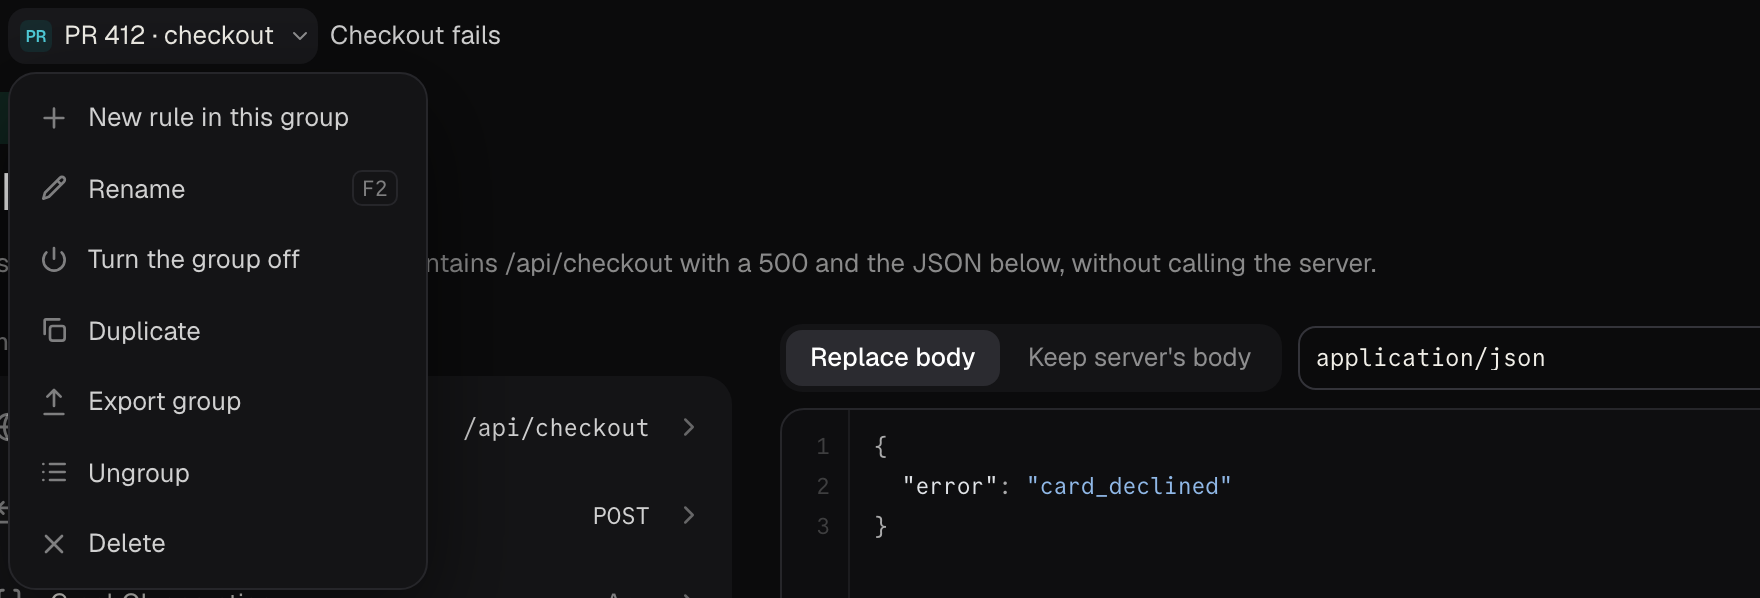 PR PR 412 · checkout Checkout fails
New rule in this group
Rename F2
Turn the group off
ntains /api/checkout with a 500 and the JSON below, without calling the server.
Duplicate
Replace body Keep server's body application/json
Export group
/api/checkout
1 {
Ungroup
2 "error": "card_declined"
POST
3 }
Delete